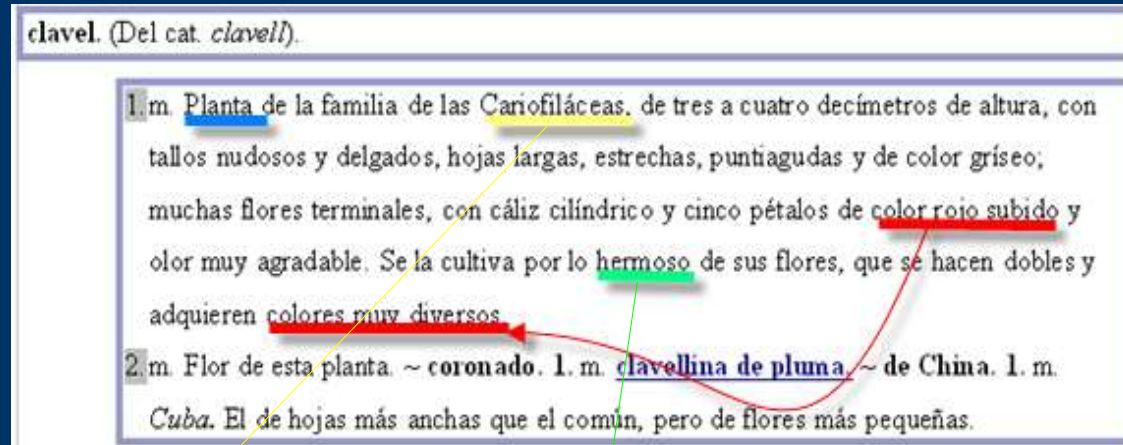 clavel. (Del cat. clavell).
1. m. Planta de la familia de las Cariofiláceas, de tres a cuatro decímetros de altura, con
tallos nudosos y delgados, hojas largas, estrechas, puntiagudas y de color gríseo;
muchas flores terminales, con cáliz cilíndrico y cinco pétalos de color rojo subido y
olor muy agradable. Se la cultiva por lo hermoso de sus flores, que se hacen dobles y
adquieren colores muy diversos.
2. m. Flor de esta planta. ~ coronado. 1. m. clavellina de pluma. ~ de China. 1. m.
Cuba. El de hojas más anchas que el común, pero de flores más pequeñas.